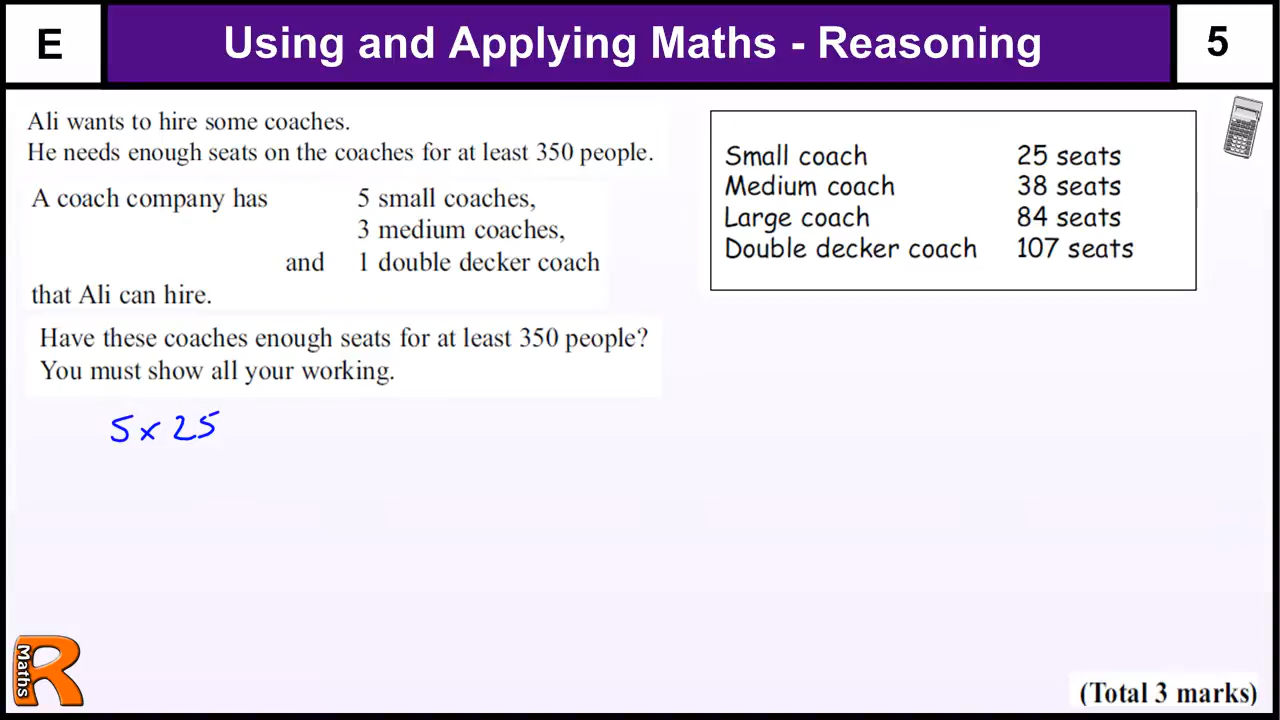 E
Using and Applying Maths - Reasoning
5
Ali wants to hire some coaches.
He needs enough seats on the coaches for at least 350 people.
A coach company has 5 small coaches,
3 medium coaches,
and 1 double decker coach
that Ali can hire.
Have these coaches enough seats for at least 350 people?
You must show all your working.
5 x 25
Small coach 25 seats
Medium coach 38 seats
Large coach 84 seats
Double decker coach 107 seats
R
Maths
(Total 3 marks)